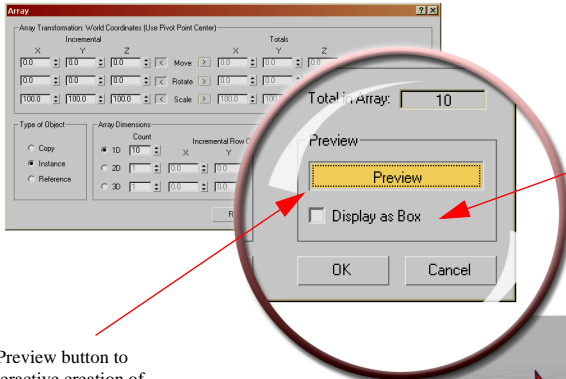 Array
Array Transformation: World Coordinates (Use Pivot Point Center)
Incremental Totals
X Y Z X Y Z
0.0 0.0 0.0 < Move > 0.0 0.0 0.0
0.0 0.0 0.0 < Rotate > 0.0 0.0
100.0 100.0 100.0 < Scale > 100.0
Type of Object
Copy
Instance
Reference
Array Dimensions
Count
Incremental Row
X Y
1D 10
2D 1 0.0 0.0
3D 1 0.0 0.0
Total in Array: 10
Preview
Preview
Display as Box
OK Cancel
Preview button to
creation of